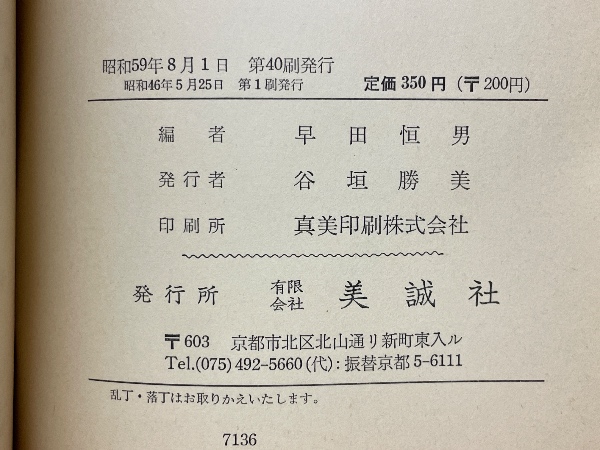 昭和59年8月1日 第40刷発行
昭和46年5月25日 第1刷発行 定価350円(〒200円)
編者 早田恒男
発行者 谷垣勝美
印刷所 真美印刷株式会社
発行所 有限会社 美誠社
〒603 京都市北区北山通リ新町東入ル
Tel.(075)492-5660(代):振替京都5-6111
乱丁・落丁はお取りかえいたします。
7136